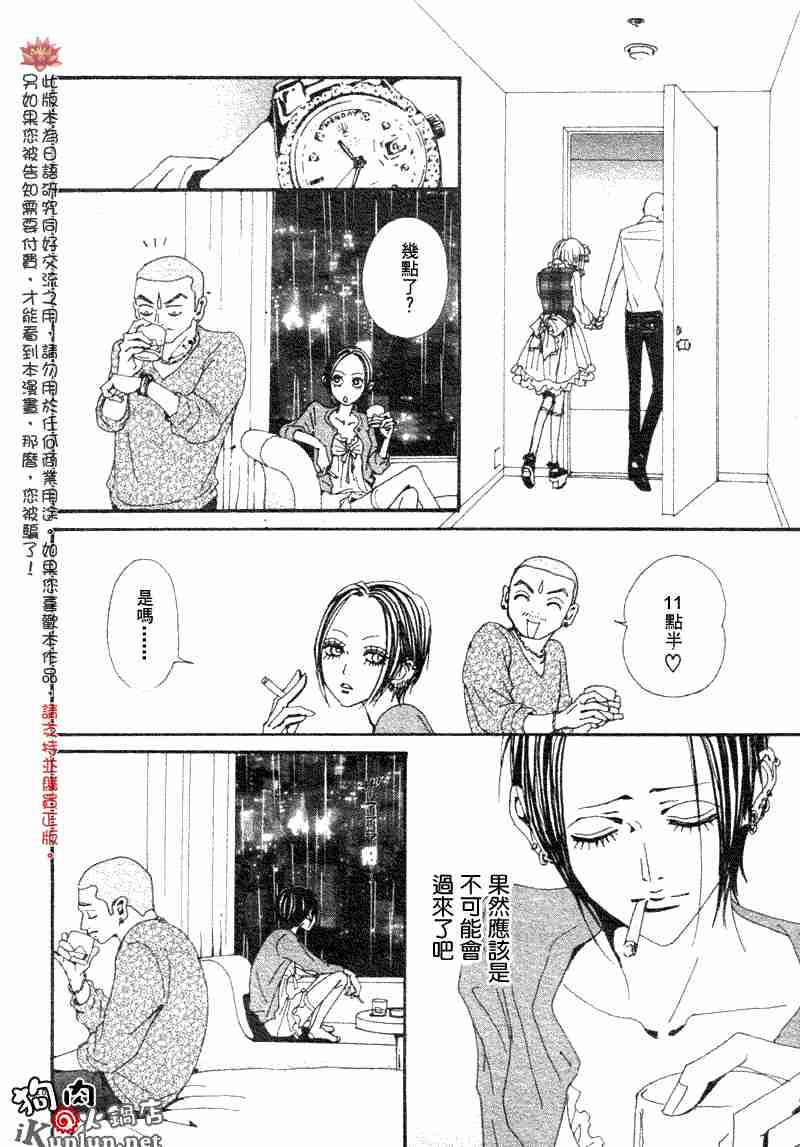 幾點了?
11
點半♡
是嗎……
果然應該是
不可能會
過來了吧
此版本為日語研究同好交流之用，請勿用於任何商業用途。如果您喜歡本作品，請支持並購買正版。
另如果您被告知需要付費，才能看到本漫畫，那麼，您被騙了!
狗肉
火鍋店
iKunlun.net